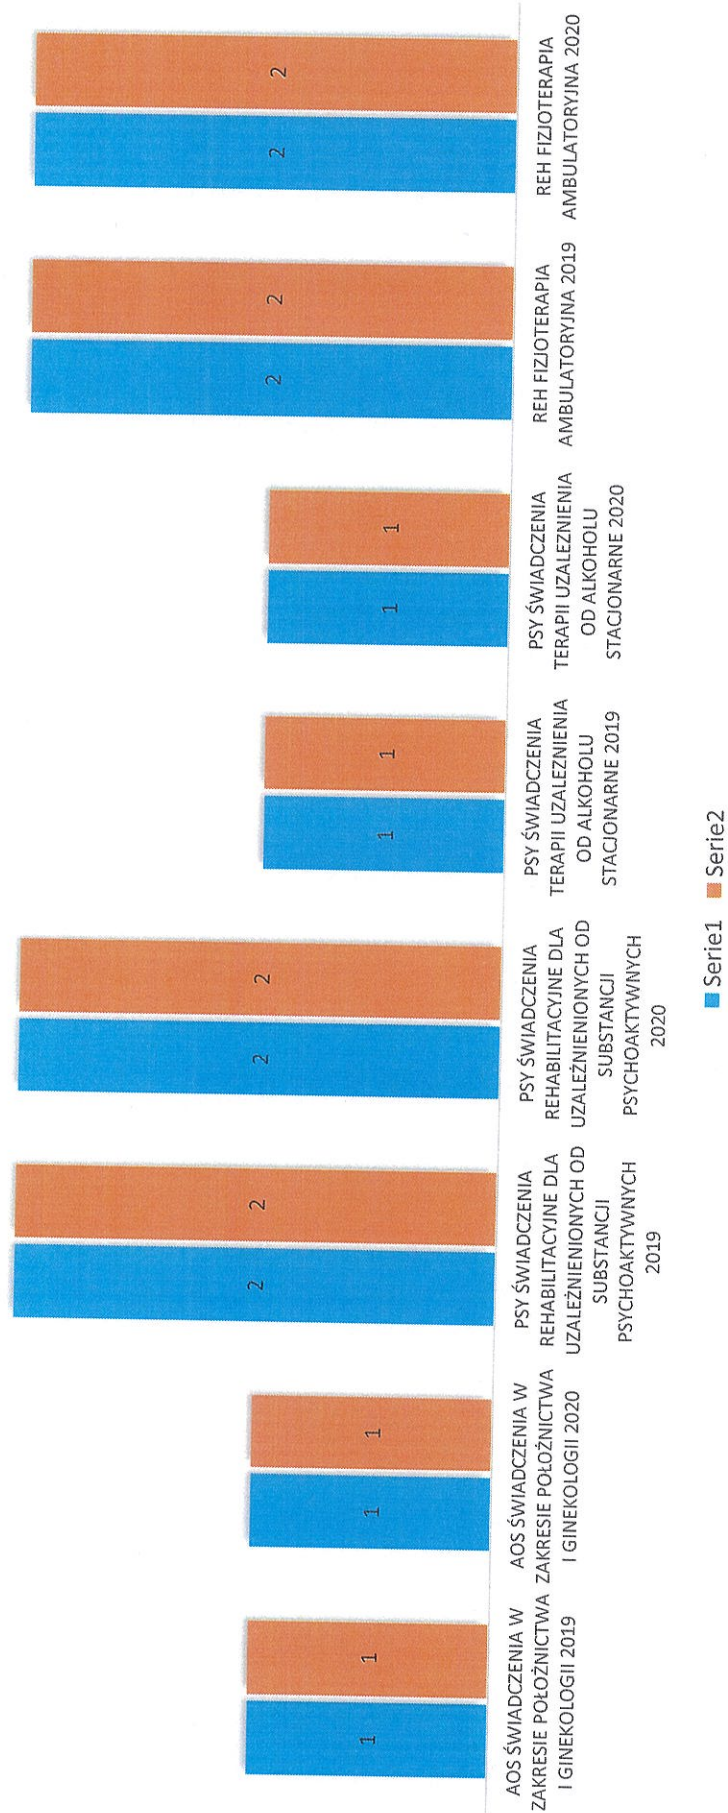 1 1 1 1 2 2 2 2 1 1 1 1 2 2 2 2
AOS ŚWIADCZENIA W
ZAKRESIE POŁOŻNICTWA
I GINEKOLOGII 2019
AOS ŚWIADCZENIA W
ZAKRESIE POŁOŻNICTWA
I GINEKOLOGII 2020
PSY ŚWIADCZENIA
REHABILITACYJNE DLA
UZALEŻNIENIONYCH OD
SUBSTANCJI
PSYCHOAKTYWNYCH
2019
PSY ŚWIADCZENIA
REHABILITACYJNE DLA
UZALEŻNIENIONYCH OD
SUBSTANCJI
PSYCHOAKTYWNYCH
2020
PSY ŚWIADCZENIA
TERAPII UZALEZNIENIA
OD ALKOHOLU
STACJONARNE 2019
PSY ŚWIADCZENIA
TERAPII UZALEZNIENIA
OD ALKOHOLU
STACJONARNE 2020
REH FIZJOTERAPIA
AMBULATORYJNA 2019
REH FIZJOTERAPIA
AMBULATORYJNA 2020
Serie1 Serie2